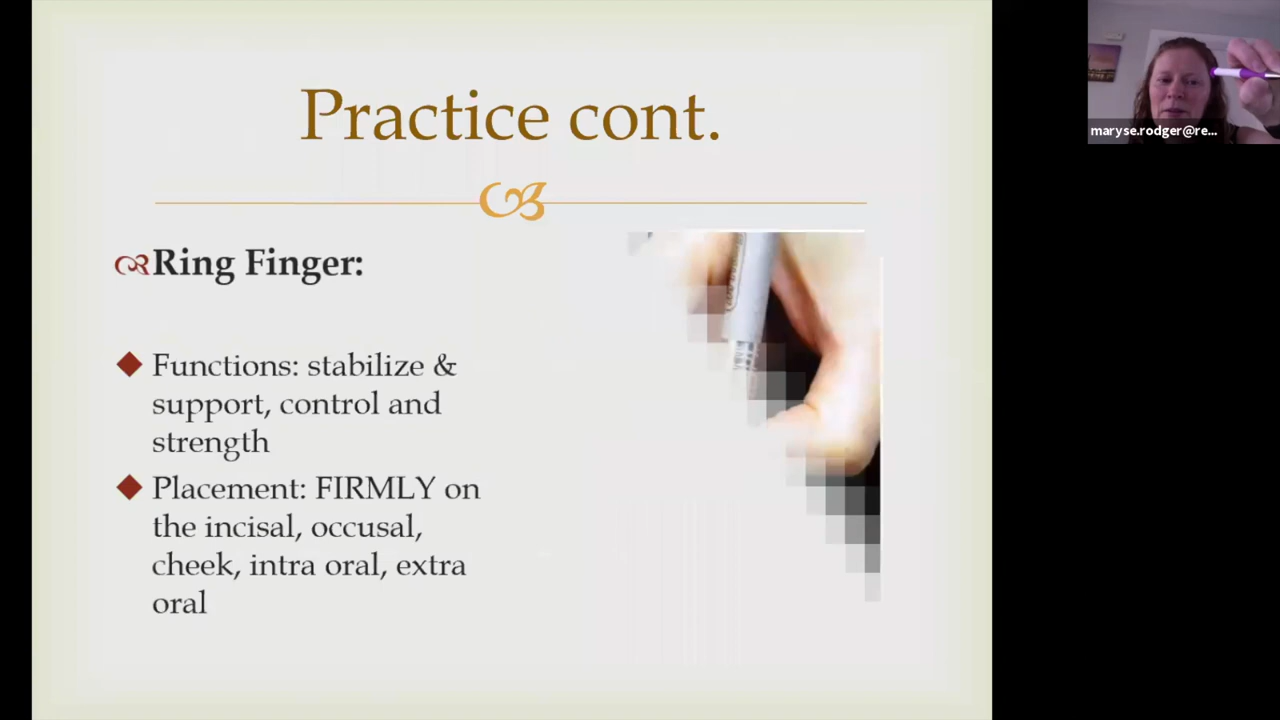 Practice cont.
maryse.rodger@re...
Ring Finger:
Functions: stabilize &
support, control and
strength
Placement: FIRMLY on
the incisal, occusal,
cheek, intra oral, extra
oral